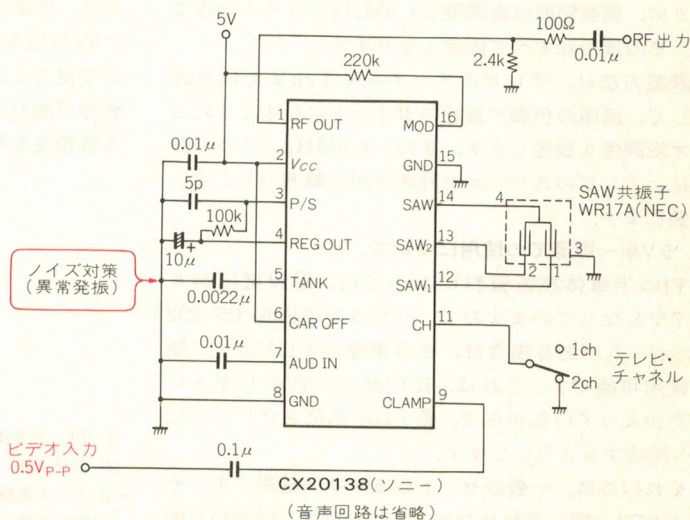 5V
100Ω
RF出力
0.01μ
2.4k
220k
1 RF OUT
MOD 16
0.01μ
2 Vcc
GND 15
5p
3 P/S
SAW 14
4
SAW共振子
WR17A(NEC)
100k
10μ
+
4 REG OUT
SAW₂ 13
2
1
3
ノイズ対策
(異常発振)
0.0022μ
5 TANK
SAW₁ 12
6 CAR OFF
CH 11
1ch
2ch
テレビ・
チャネル
0.01μ
7 AUD IN
8 GND
CLAMP 9
ビデオ入力
0.5VP-P
0.1μ
CX20138(ソニー)
(音声回路は省略)